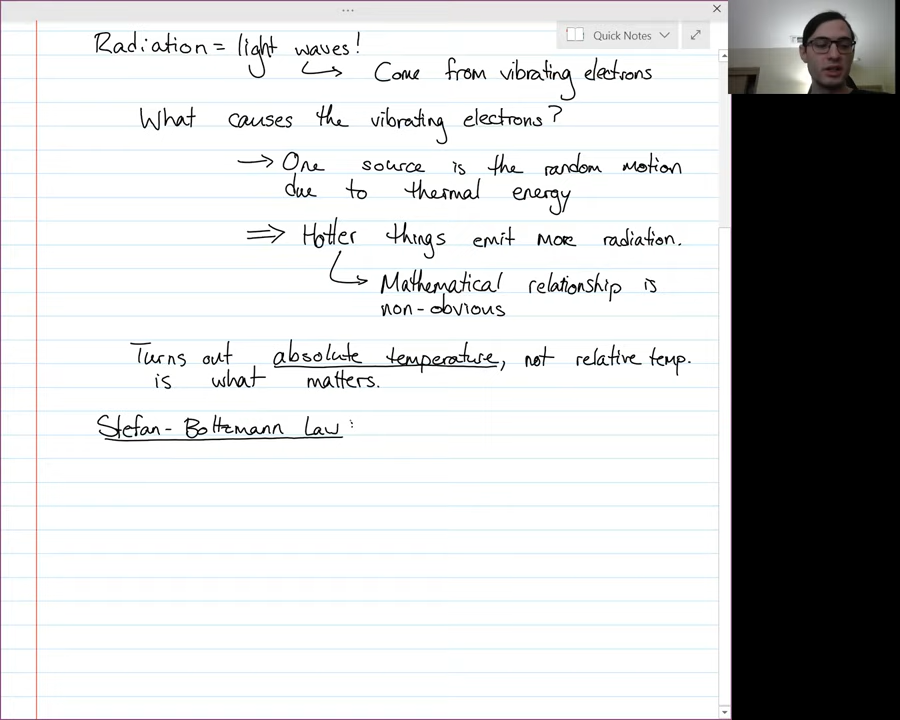 Quick Notes
Radiation = light waves!
Come from vibrating electrons
What causes the vibrating electrons?
→ One source is the random motion
due to thermal energy
⇒ Hotter things emit more radiation.
Mathematical relationship is
non-obvious
Turns out absolute temperature, not relative temp.
is what matters.
Stefan-Boltzmann Law: